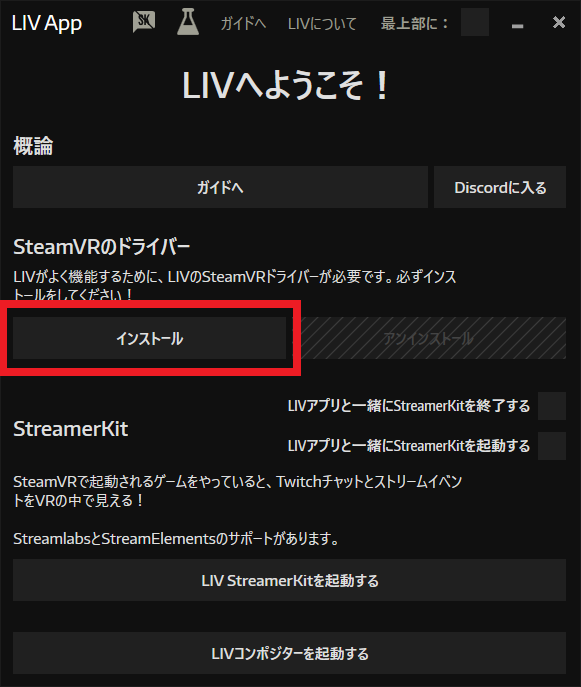 LIV App SK ガイドへ LIVについて 最上部に：
LIVへようこそ！
概論
ガイドへ Discordに入る
SteamVRのドライバー
LIVがよく機能するために、LIVのSteamVRドライバーが必要です。必ずインス
トールをしてください！
インストール アンインストール
LIVアプリと一緒にStreamerKitを終了する
StreamerKit
LIVアプリと一緒にStreamerKitを起動する
SteamVRで起動されるゲームをやっていると、TwitchチャットとストリームイベントをVRの中で見える！
StreamlabsとStreamElementsのサポートがあります。
LIV StreamerKitを起動する
LIVコンポジターを起動する